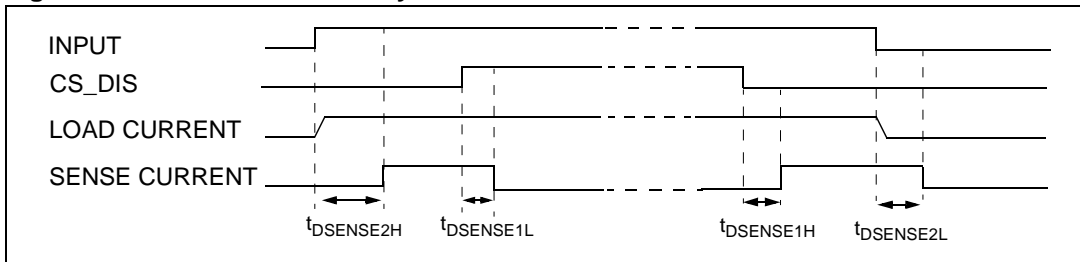 INPUT
CS_DIS
LOAD CURRENT
SENSE CURRENT
tDSENSE2H tDSENSE1L tDSENSE1H tDSENSE2L